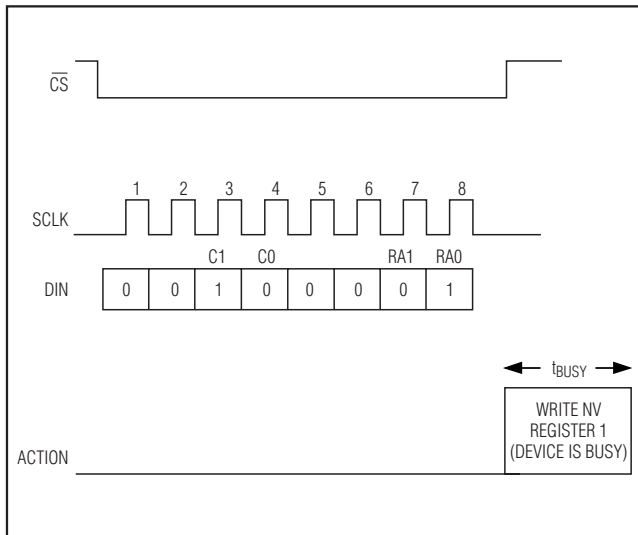 CS
1 2 3 4 5 6 7 8
SCLK
C1 C0 RA1 RA0
DIN 0 0 1 0 0 0 0 1
tBUSY
WRITE NV
REGISTER 1
(DEVICE IS BUSY)
ACTION